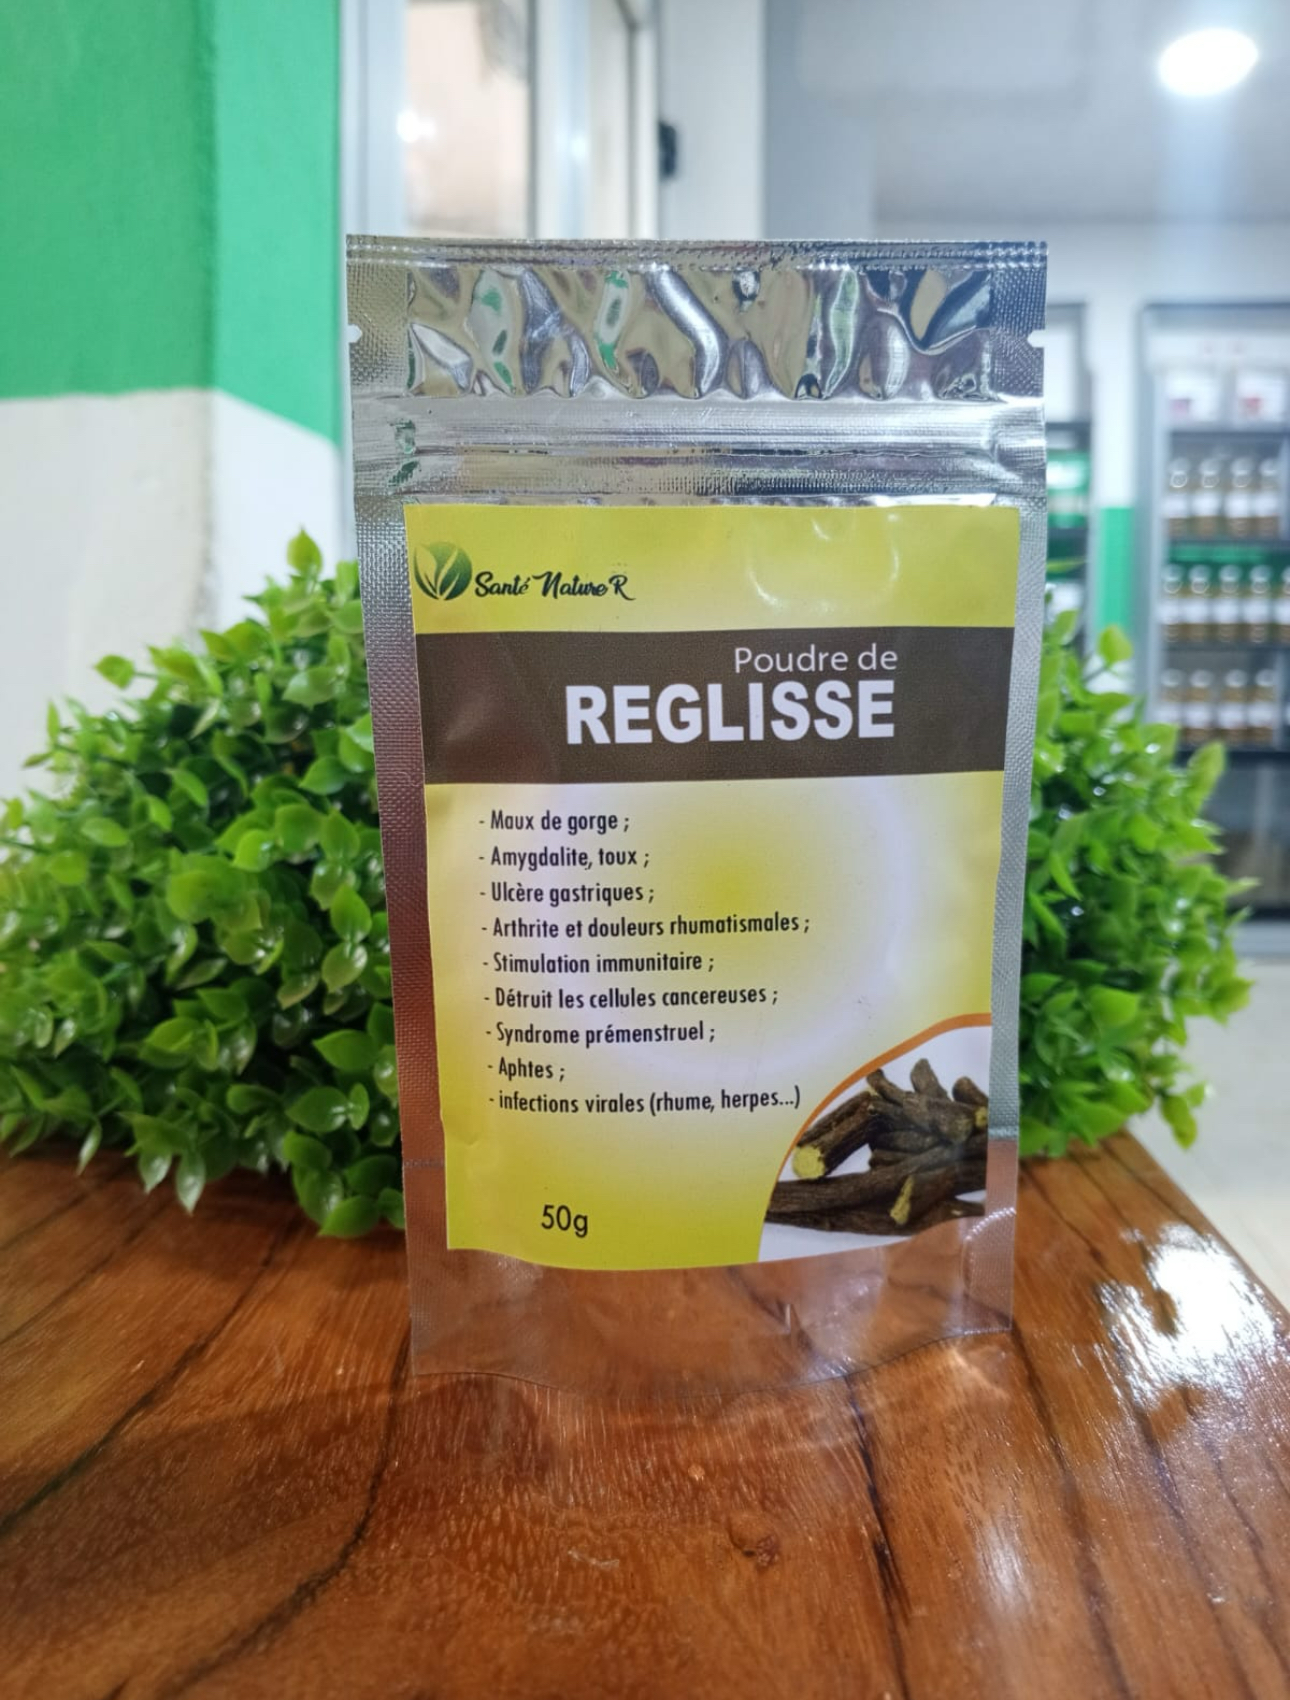 Santé Nature R
Poudre de
REGLISSE
- Maux de gorge ;
- Amygdalite, toux ;
- Ulcère gastriques ;
- Arthrite et douleurs rhumatismales ;
- Stimulation immunitaire ;
- Détruit les cellules cancereuses ;
- Syndrome prémenstruel ;
- Aphtes ;
- infections virales (rhume, herpes...)
50g